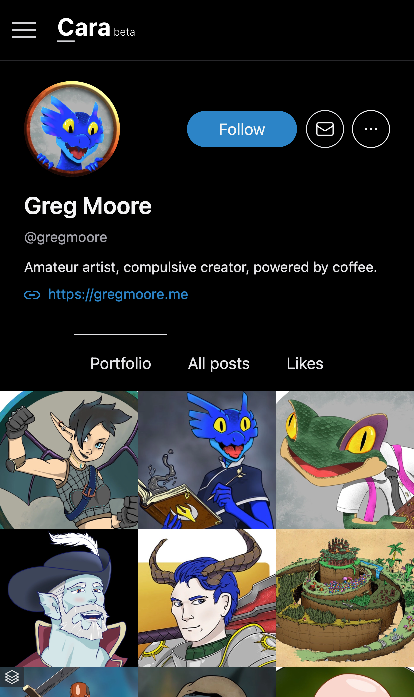 Cara beta
Follow
Greg Moore
@gregmoore
Amateur artist, compulsive creator, powered by coffee.
https://gregmoore.me
Portfolio All posts Likes